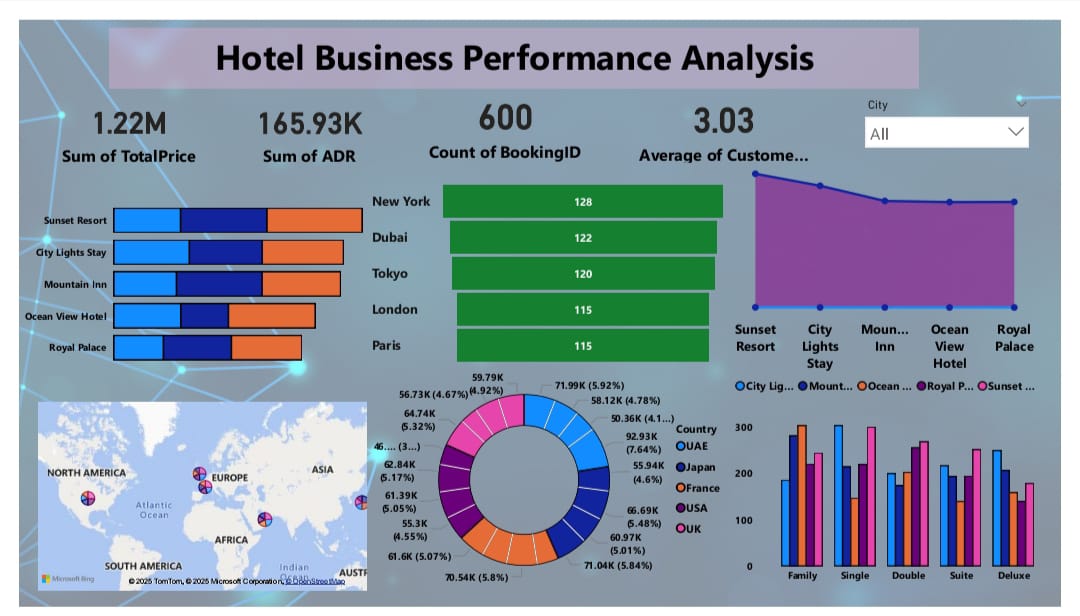 Hotel Business Performance Analysis
1.22M
Sum of TotalPrice
165.93K
Sum of ADR
600
Count of BookingID
3.03
Average of Custome...
City
All
Sunset Resort
City Lights Stay
Mountain Inn
Ocean View Hotel
Royal Palace
New York 128
Dubai 122
Tokyo 120
London 115
Paris 115
Sunset
Resort
City
Lights
Stay
Moun...
Inn
Ocean
View
Hotel
Royal
Palace
NORTH AMERICA
EUROPE
ASIA
Atlantic
Ocean
AFRICA
SOUTH AMERICA
Indian
Ocean
AUSTR
Microsoft Bing
© 2025 TomTom, © 2025 Microsoft Corporation, © OpenStreetMap
59.79K
(4.92%)
71.99K (5.92%)
58.12K (4.78%)
50.36K (4.1...)
92.93K
(7.64%)
55.94K
(4.6%)
66.69K
(5.48%)
60.97K
(5.01%)
71.04K (5.84%)
70.54K (5.8%)
61.6K (5.07%)
55.3K
(4.55%)
61.39K
(5.05%)
62.84K
(5.17%)
46.... (3...)
64.74K
(5.32%)
56.73K (4.67%)
Country
UAE
Japan
France
USA
UK
City Lig... Mount... Ocean ... Royal P... Sunset ...
300
200
100
0
Family Single Double Suite Deluxe